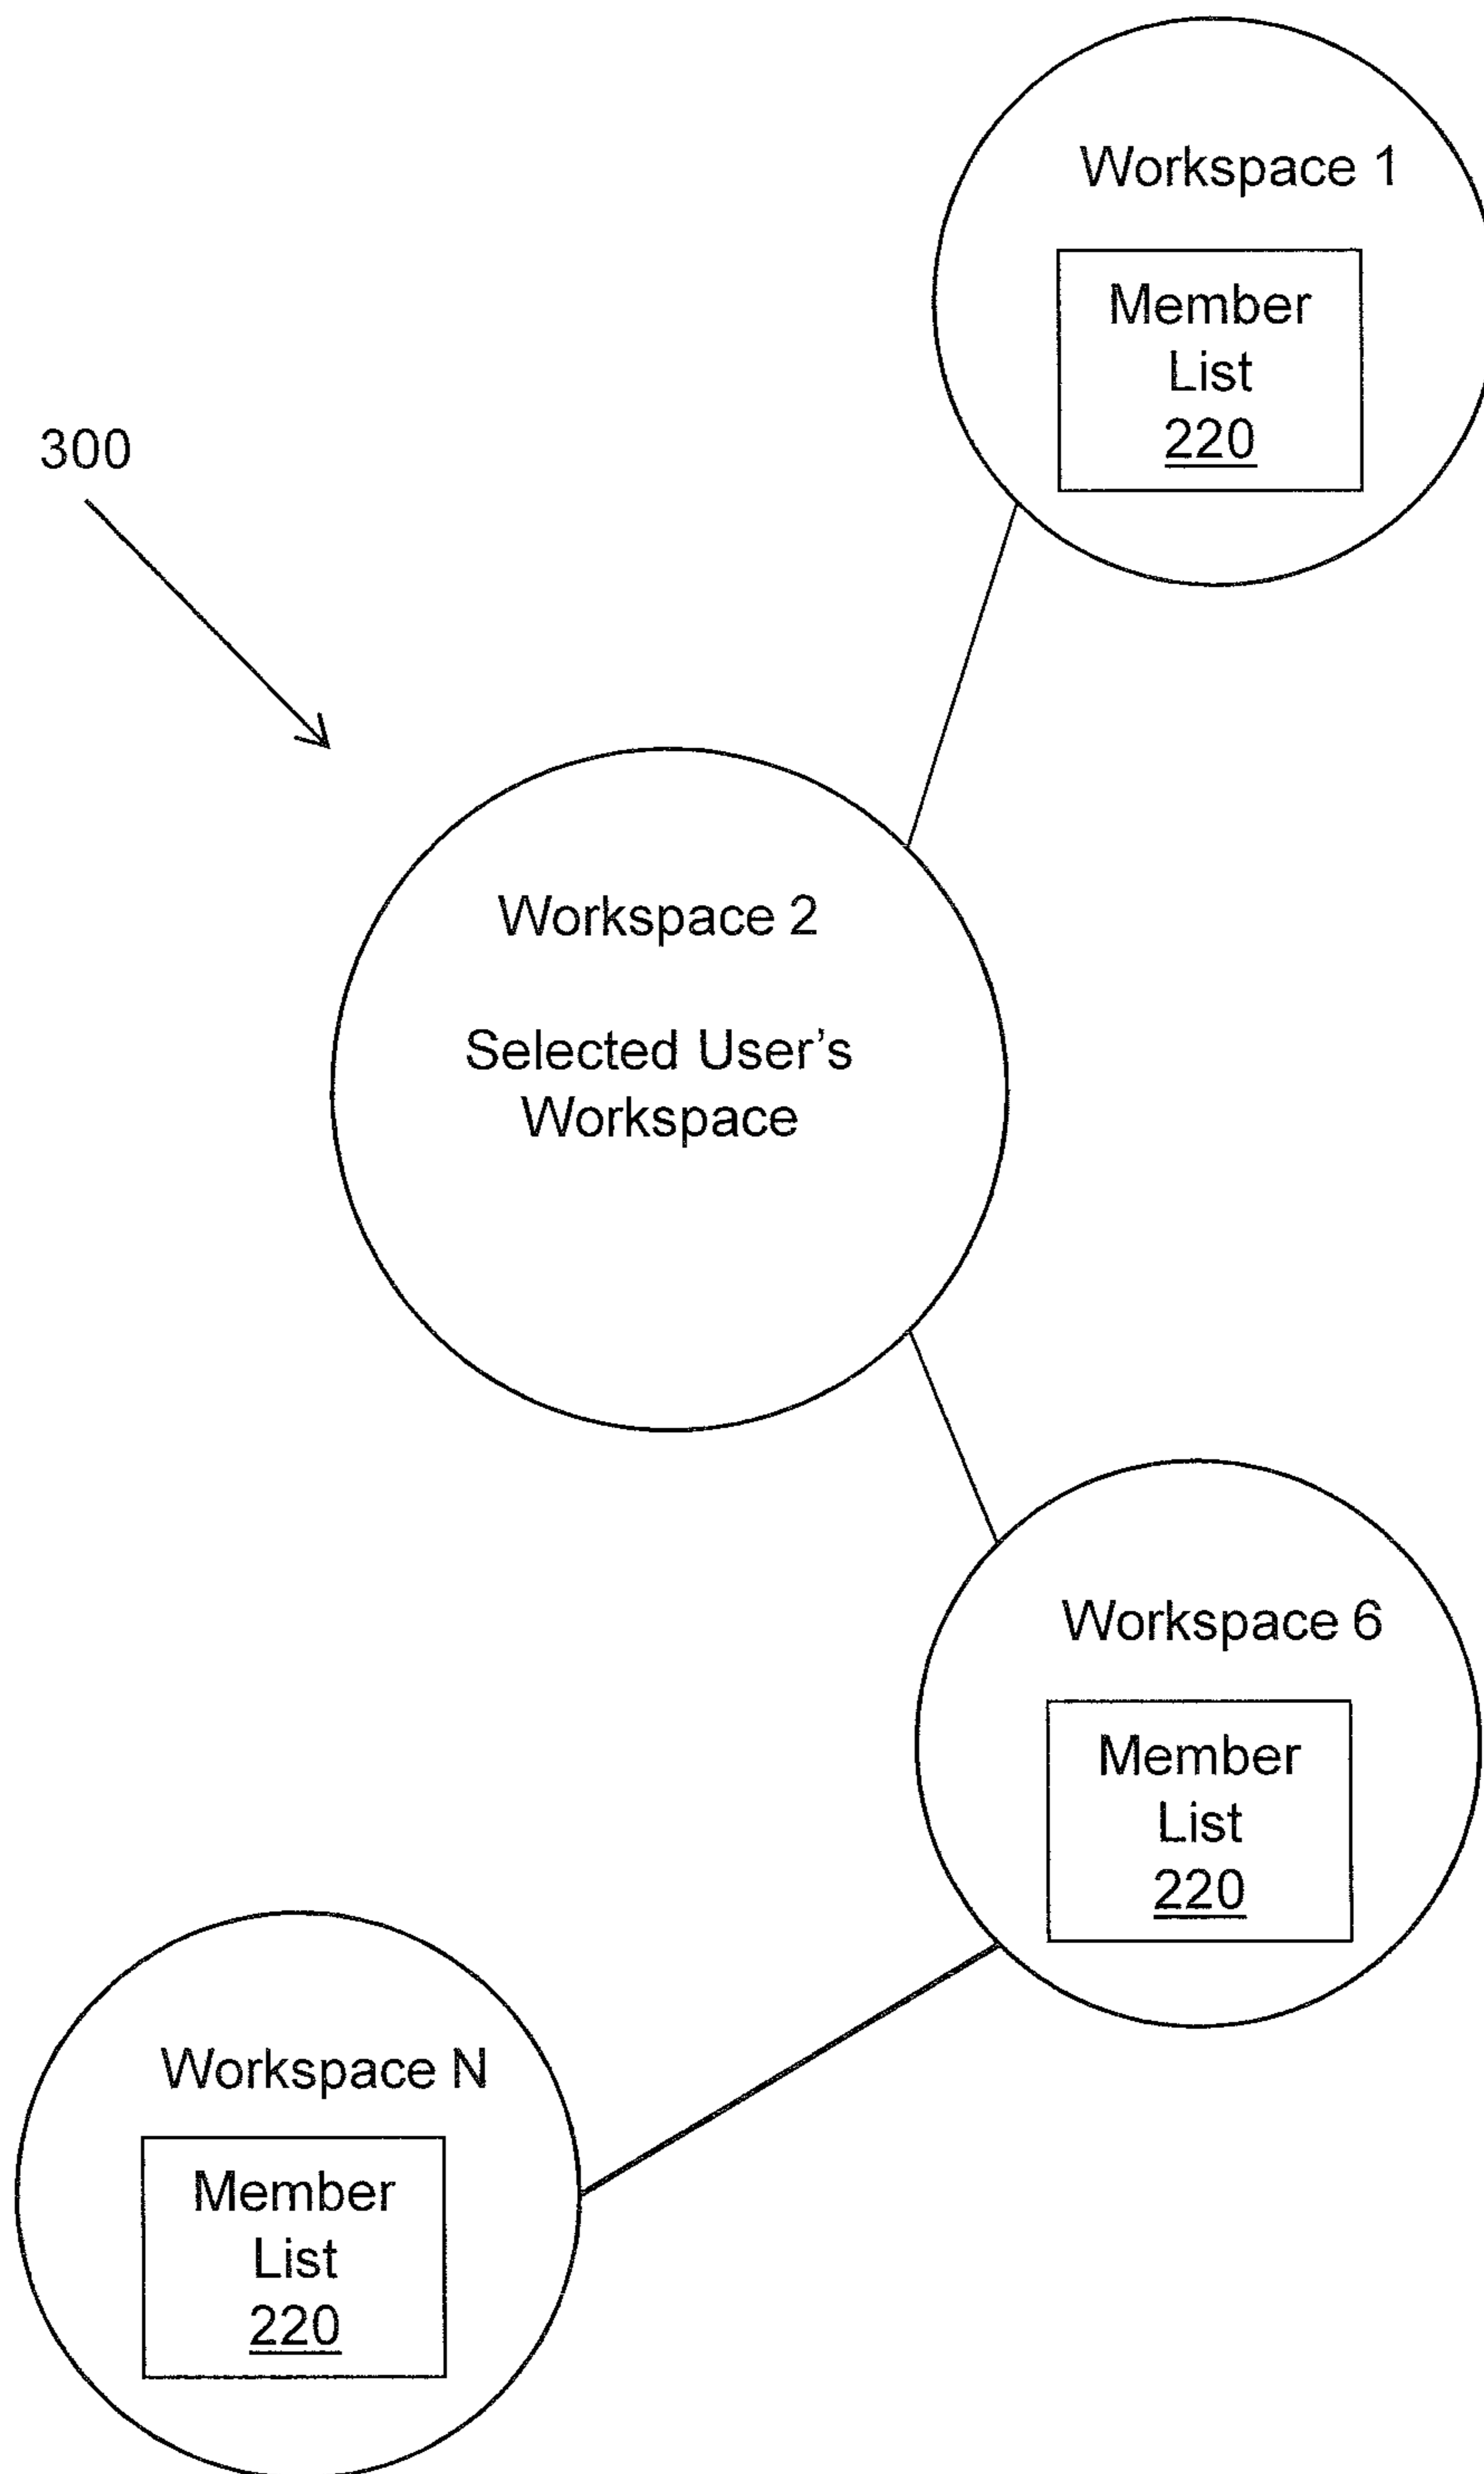 Workspace 1
Member
List
220
300
Workspace 2
Selected User's
Workspace
Workspace 6
Member
List
220
Workspace N
Member
List
220